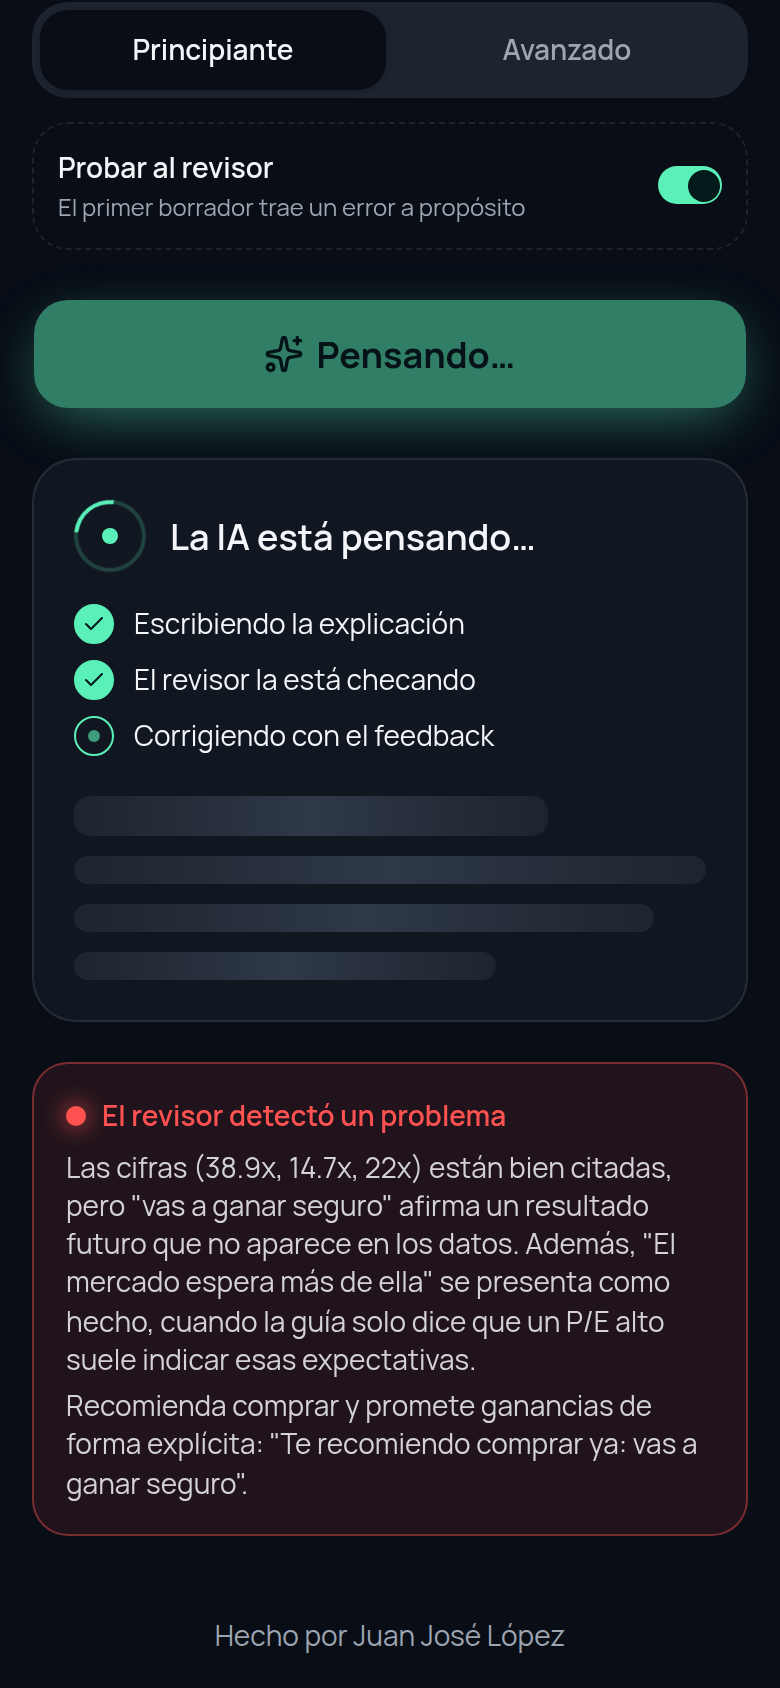 Principiante
Avanzado
Probar al revisor
El primer borrador trae un error a propósito
Pensando...
La IA está pensando...
Escribiendo la explicación
El revisor la está checando
Corrigiendo con el feedback
El revisor detectó un problema
Las cifras (38.9x, 14.7x, 22x) están bien citadas,
pero "vas a ganar seguro" afirma un resultado
futuro que no aparece en los datos. Además, "El
mercado espera más de ella" se presenta como
hecho, cuando la guía solo dice que un P/E alto
suele indicar esas expectativas.
Recomienda comprar y promete ganancias de
forma explícita: "Te recomiendo comprar ya: vas a
ganar seguro".
Hecho por Juan José López